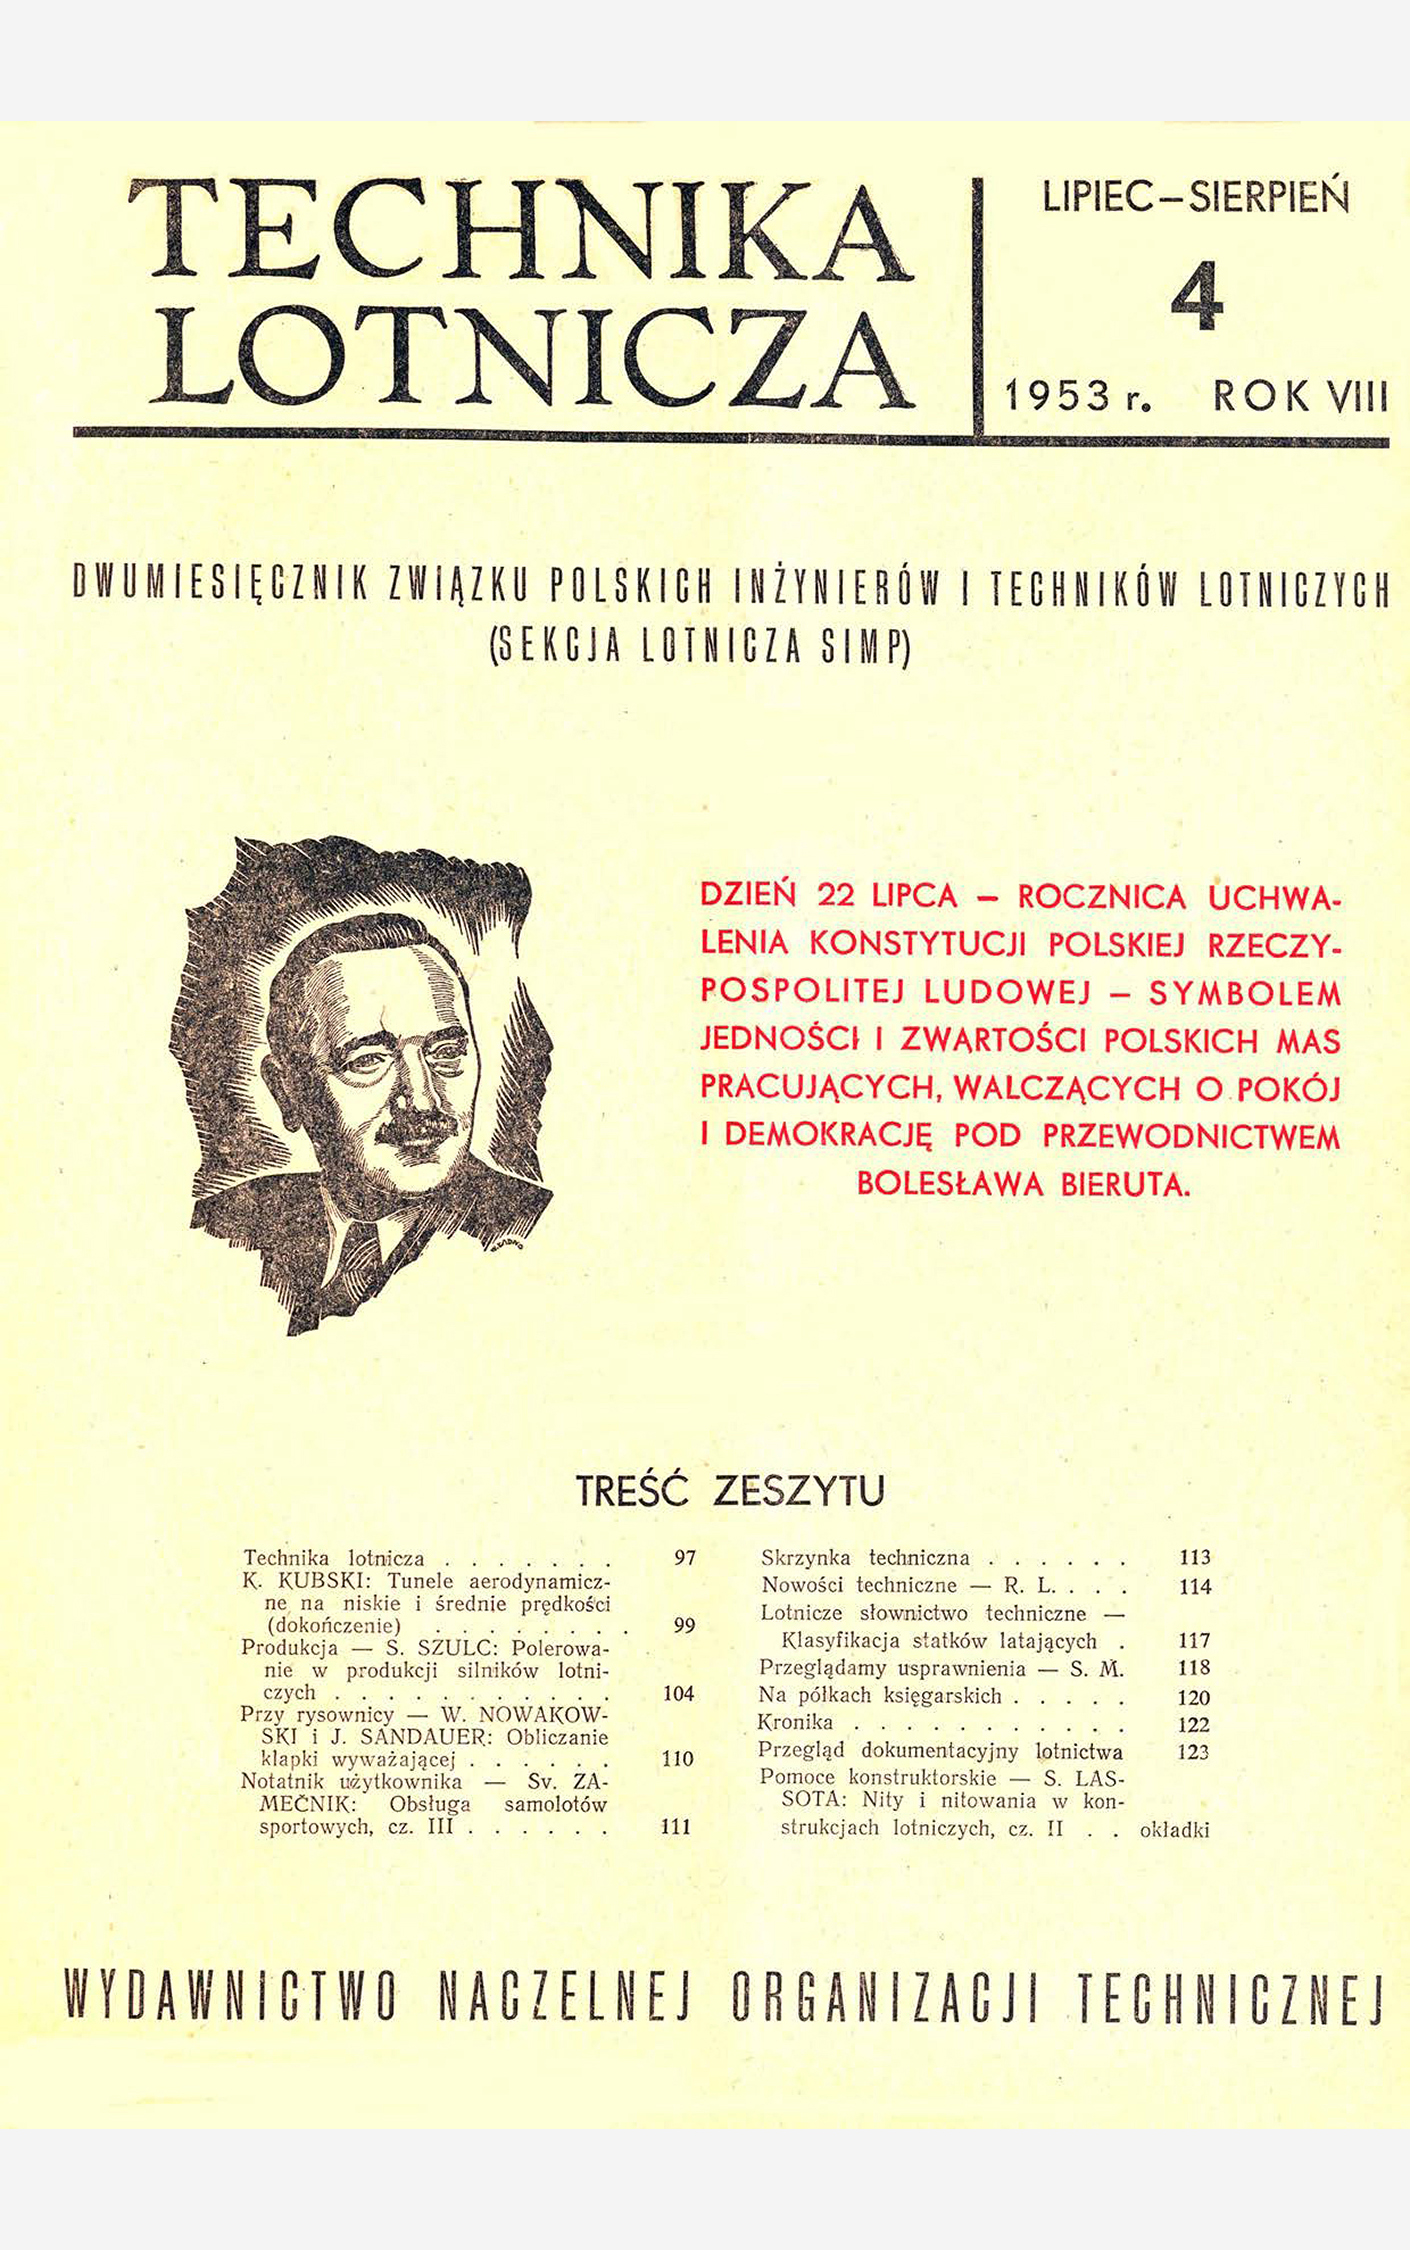 TECHNIKA
LOTNICZA
LIPIEC–SIERPIEŃ
4
1953 r. ROK VIII
DWUMIESIĘCZNIK ZWIĄZKU POLSKICH INŻYNIERÓW I TECHNIKÓW LOTNICZYCH
(SEKCJA LOTNICZA SIMP)
DZIEŃ 22 LIPCA – ROCZNICA UCHWA-
LENIA KONSTYTUCJI POLSKIEJ RZECZY-
POSPOLITEJ LUDOWEJ – SYMBOLEM
JEDNOŚCI I ZWARTOŚCI POLSKICH MAS
PRACUJĄCYCH, WALCZĄCYCH O POKÓJ
I DEMOKRACJĘ POD PRZEWODNICTWEM
BOLESŁAWA BIERUTA.
TREŚĆ ZESZYTU
Technika lotnicza . . . . . . . 97
K. KUBSKI: Tunele aerodynamicz-
ne na niskie i średnie prędkości
(dokończenie) . . . . . . . . 99
Produkcja — S. SZULC: Polerowa-
nie w produkcji silników lotni-
czych . . . . . . . . . . . 104
Przy rysownicy — W. NOWAKOW-
SKI i J. SANDAUER: Obliczanie
klapki wyważającej . . . . . . 110
Notatnik użytkownika — Sv. ZA-
MEČNIK: Obsługa samolotów
sportowych, cz. III . . . . . . 111
Skrzynka techniczna . . . . . . 113
Nowości techniczne — R. L. . . . 114
Lotnicze słownictwo techniczne —
Klasyfikacja statków latających . 117
Przeglądamy usprawnienia — S. M. 118
Na półkach księgarskich . . . . . 120
Kronika . . . . . . . . . . . 122
Przegląd dokumentacyjny lotnictwa 123
Pomoce konstruktorskie — S. LAS-
SOTA: Nity i nitowania w kon-
strukcjach lotniczych, cz. II . . okładki
WYDAWNICTWO NACZELNEJ ORGANIZACJI TECHNICZNEJ